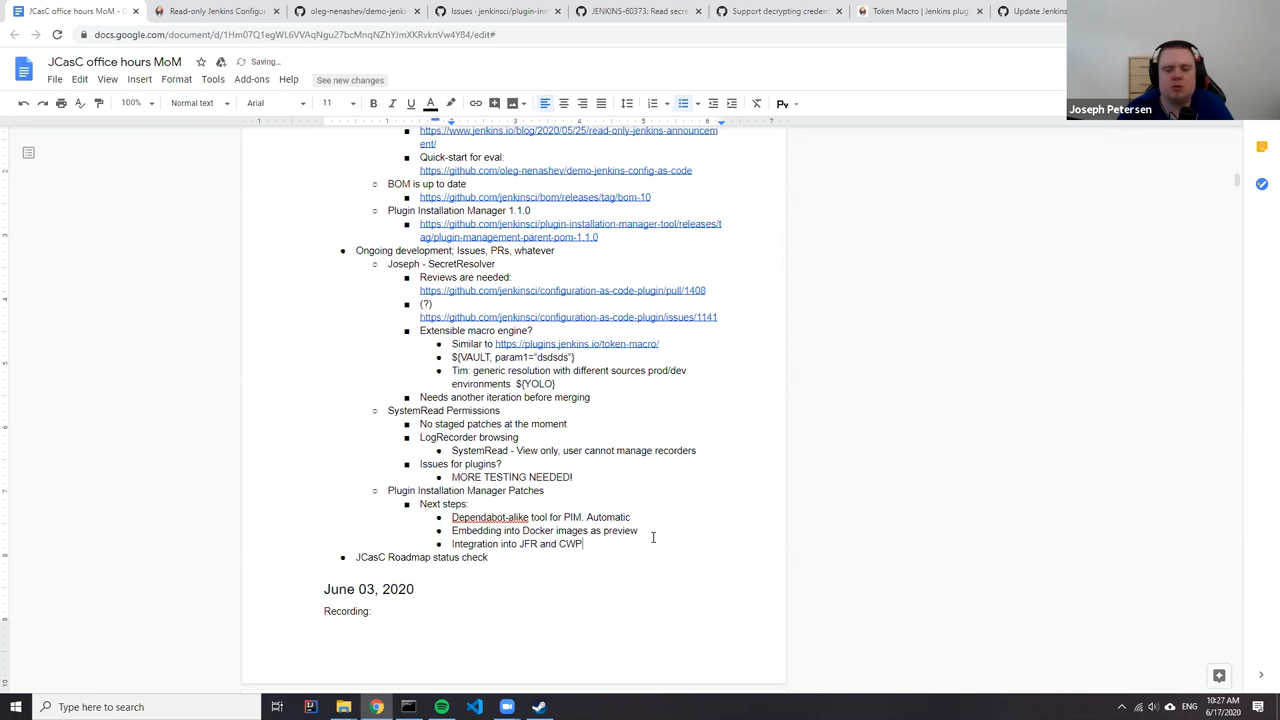 JCasC office hours MoM - G
Read-only Jenkins Configur
oleg-nenashev/demo-jenkin
Issues · jenkinsci/plugin-inst
JENKINS-60373: Read secre
Support decrypting creden
Token Macro | Jenkins plug
Update Jenkins
docs.google.com/document/d/1Hm07Q1egWL6VVAqNgu27bcMnqNZhYJmXKRvknVw4Y84/edit#
JCasC office hours MoM
Saving...
File Edit View Insert Format Tools Add-ons Help
See new changes
100% Normal text Arial 11 B I U A
Joseph Petersen
https://www.jenkins.io/blog/2020/05/25/read-only-jenkins-announcem
ent/
Quick-start for eval:
https://github.com/oleg-nenashev/demo-jenkins-config-as-code
BOM is up to date
https://github.com/jenkinsci/bom/releases/tag/bom-10
Plugin Installation Manager 1.1.0
https://github.com/jenkinsci/plugin-installation-manager-tool/releases/t
ag/plugin-management-parent-pom-1.1.0
Ongoing development; Issues, PRs, whatever
Joseph - SecretResolver
Reviews are needed:
https://github.com/jenkinsci/configuration-as-code-plugin/pull/1408
(?)
https://github.com/jenkinsci/configuration-as-code-plugin/issues/1141
Extensible macro engine?
Similar to https://plugins.jenkins.io/token-macro/
${VAULT, param1="dsdsds"}
Tim: generic resolution with different sources prod/dev
environments ${YOLO}
Needs another iteration before merging
SystemRead Permissions
No staged patches at the moment
LogRecorder browsing
SystemRead - View only, user cannot manage recorders
Issues for plugins?
MORE TESTING NEEDED!
Plugin Installation Manager Patches
Next steps:
Dependabot-alike tool for PIM. Automatic
Embedding into Docker images as preview
Integration into JFR and CWP
JCasC Roadmap status check
June 03, 2020
Recording:
Type here to search
ENG
10:27 AM
6/17/2020